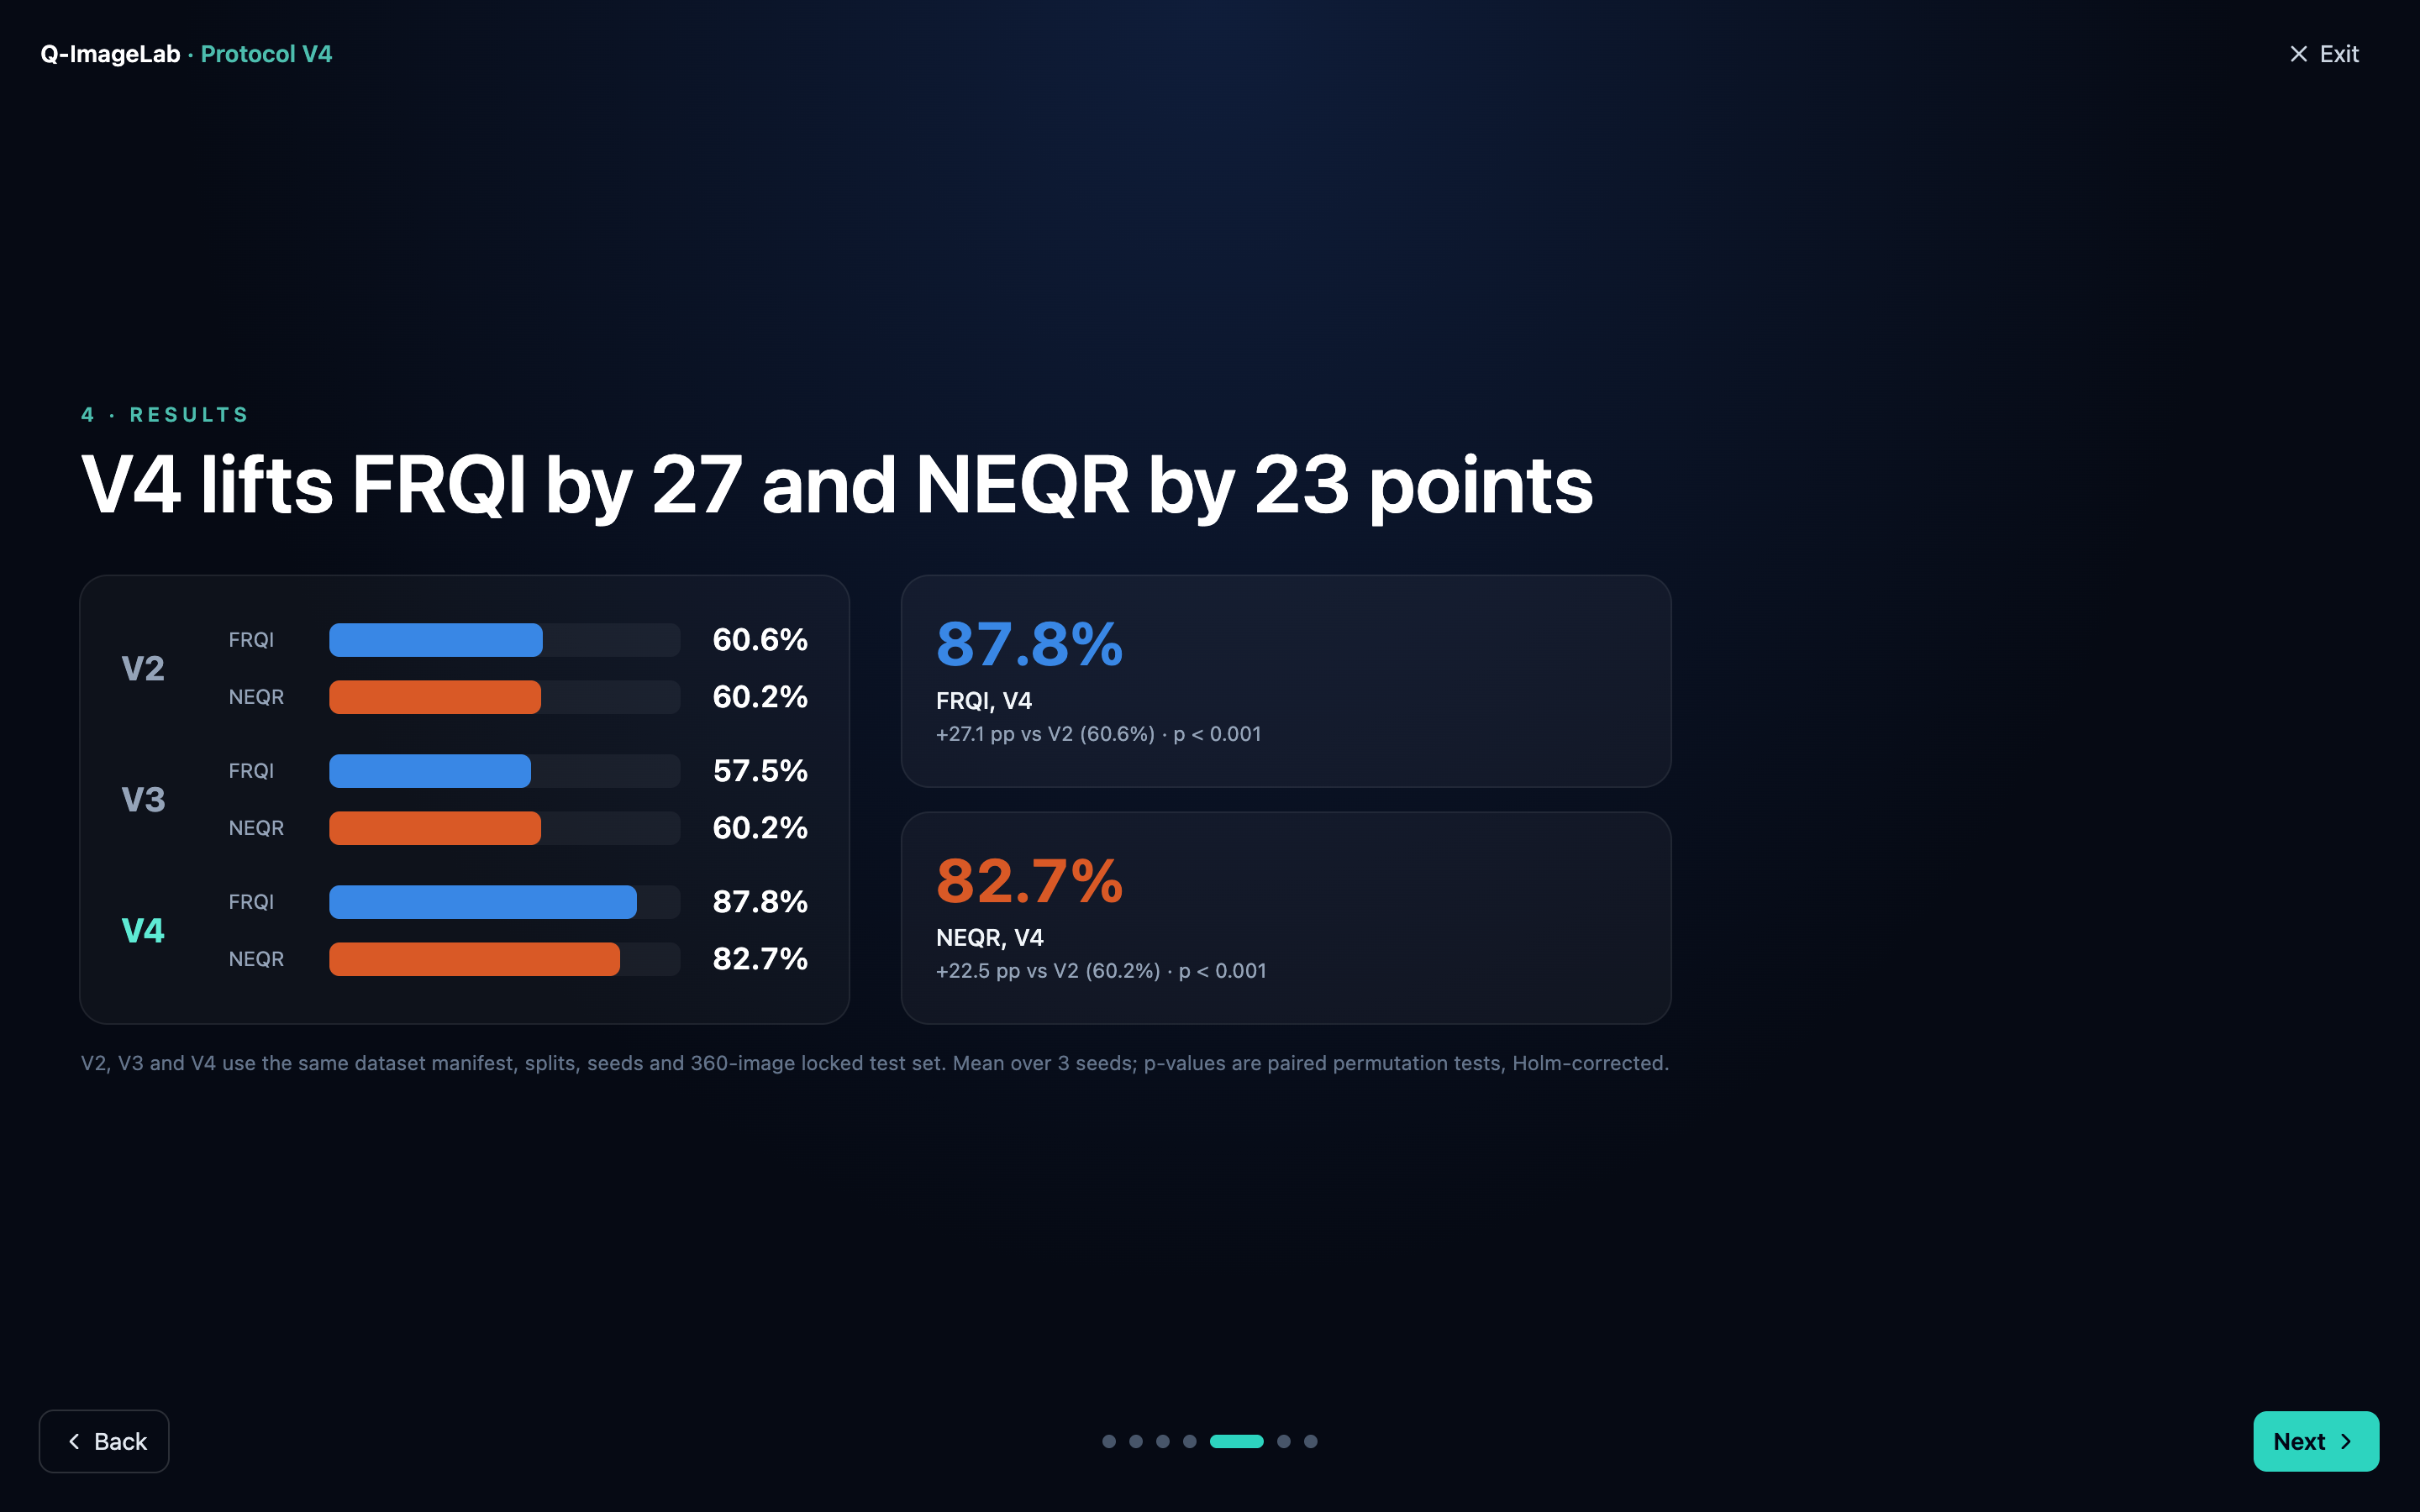 Q-ImageLab · Protocol V4
Exit
4 · RESULTS
V4 lifts FRQI by 27 and NEQR by 23 points
V2
FRQI 60.6%
NEQR 60.2%
V3
FRQI 57.5%
NEQR 60.2%
V4
FRQI 87.8%
NEQR 82.7%
87.8%
FRQI, V4
+27.1 pp vs V2 (60.6%) · p < 0.001
82.7%
NEQR, V4
+22.5 pp vs V2 (60.2%) · p < 0.001
V2, V3 and V4 use the same dataset manifest, splits, seeds and 360-image locked test set. Mean over 3 seeds; p-values are paired permutation tests, Holm-corrected.
Back
Next